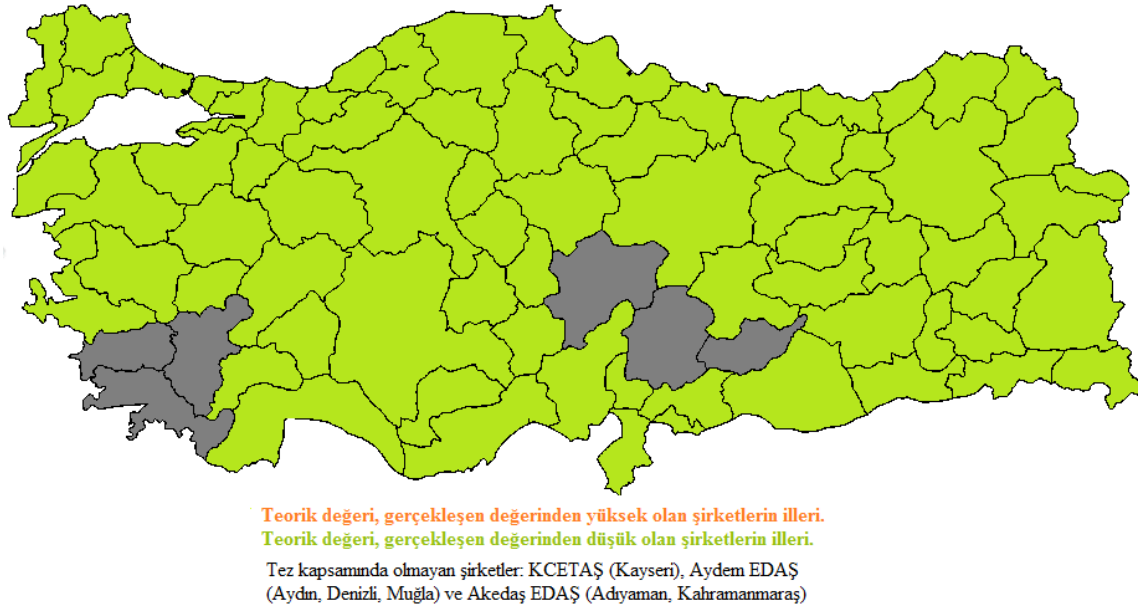 Teorik değeri, gerçekleşen değerinden yüksek olan şirketlerin illeri.
Teorik değeri, gerçekleşen değerinden düşük olan şirketlerin illeri.
Tez kapsamında olmayan şirketler: KCETAŞ (Kayseri), Aydem EDAŞ
(Aydın, Denizli, Muğla) ve Akedaş EDAŞ (Adıyaman, Kahramanmaraş)